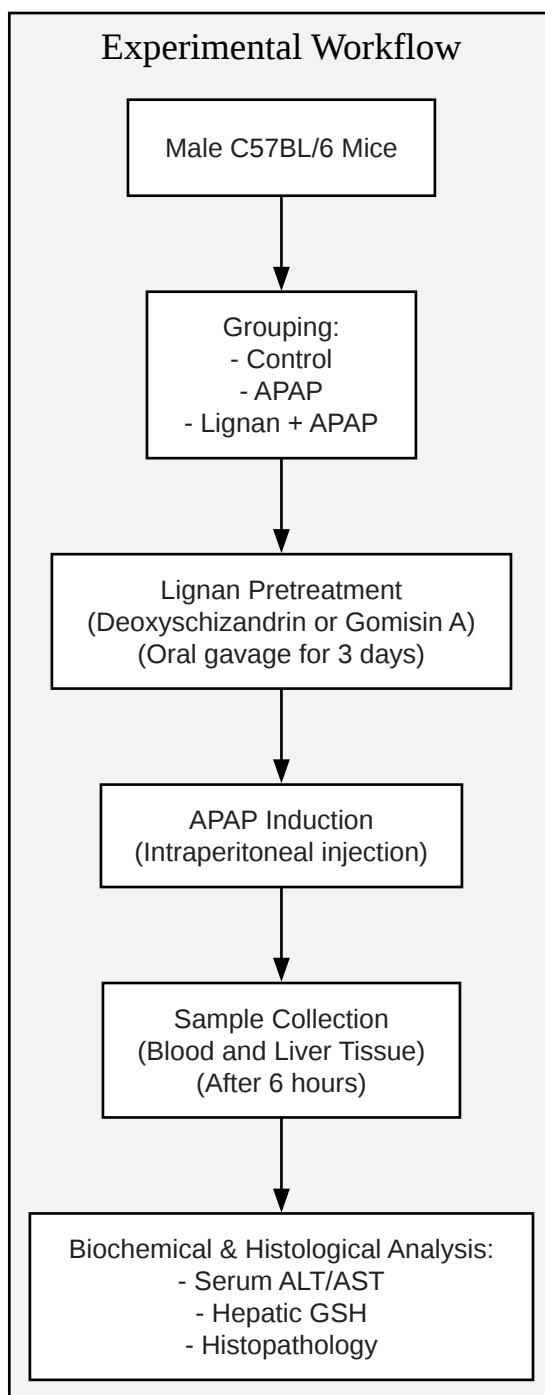 Experimental Workflow
Male C57BL/6 Mice
Grouping:
- Control
- APAP
- Lignan + APAP
Lignan Pretreatment
(Deoxyschizandrin or Gomisin A)
(Oral gavage for 3 days)
APAP Induction
(Intraperitoneal injection)
Sample Collection
(Blood and Liver Tissue)
(After 6 hours)
Biochemical & Histological Analysis:
- Serum ALT/AST
- Hepatic GSH
- Histopathology